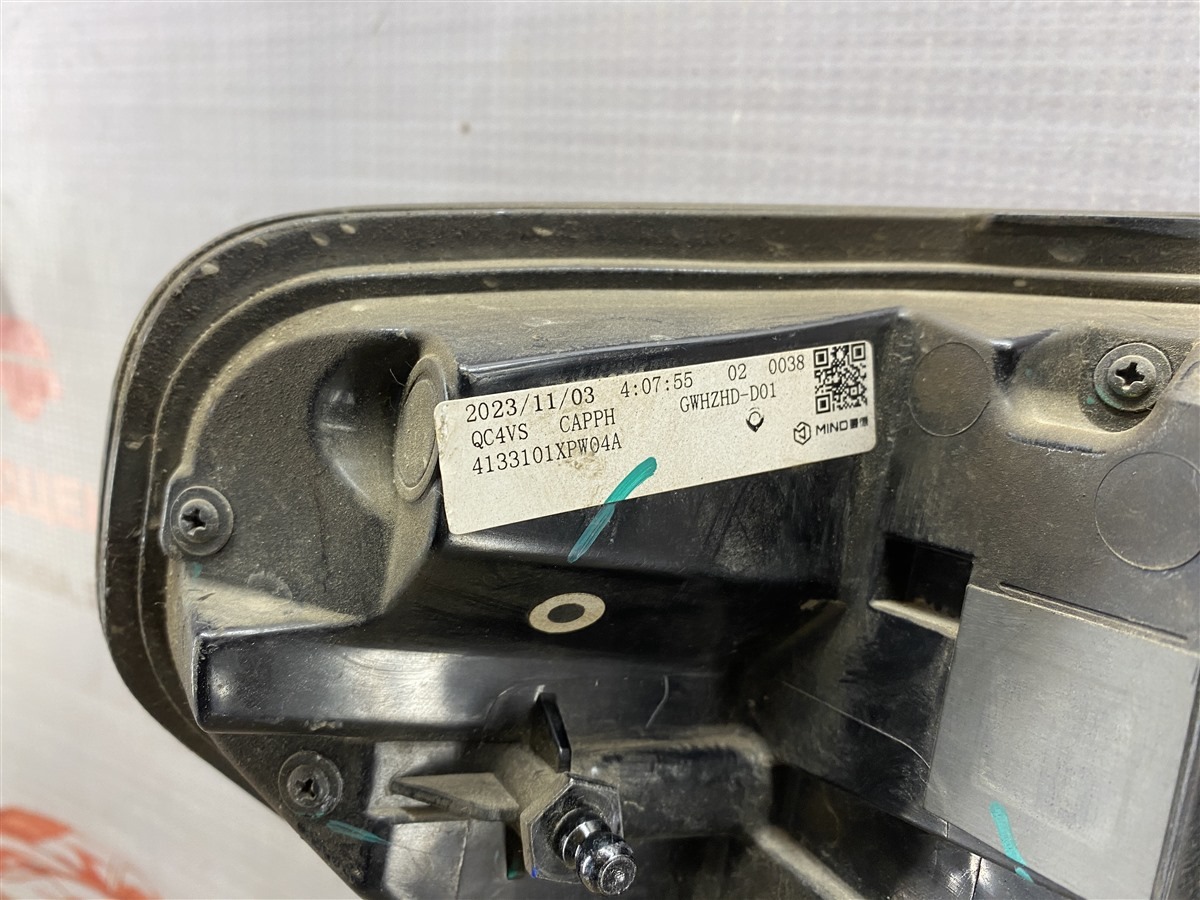 2023/11/03 4:07:55 02 0038
QC4VS CAPPH GWHZHD-D01
4133101XPW04A
MIND